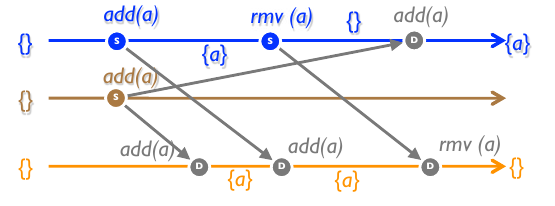 add(a) rmv (a) add(a)
{} S {a} S {} D {a}
add(a)
{} S
add(a) add(a) rmv (a)
{} D {a} D {a} D {}